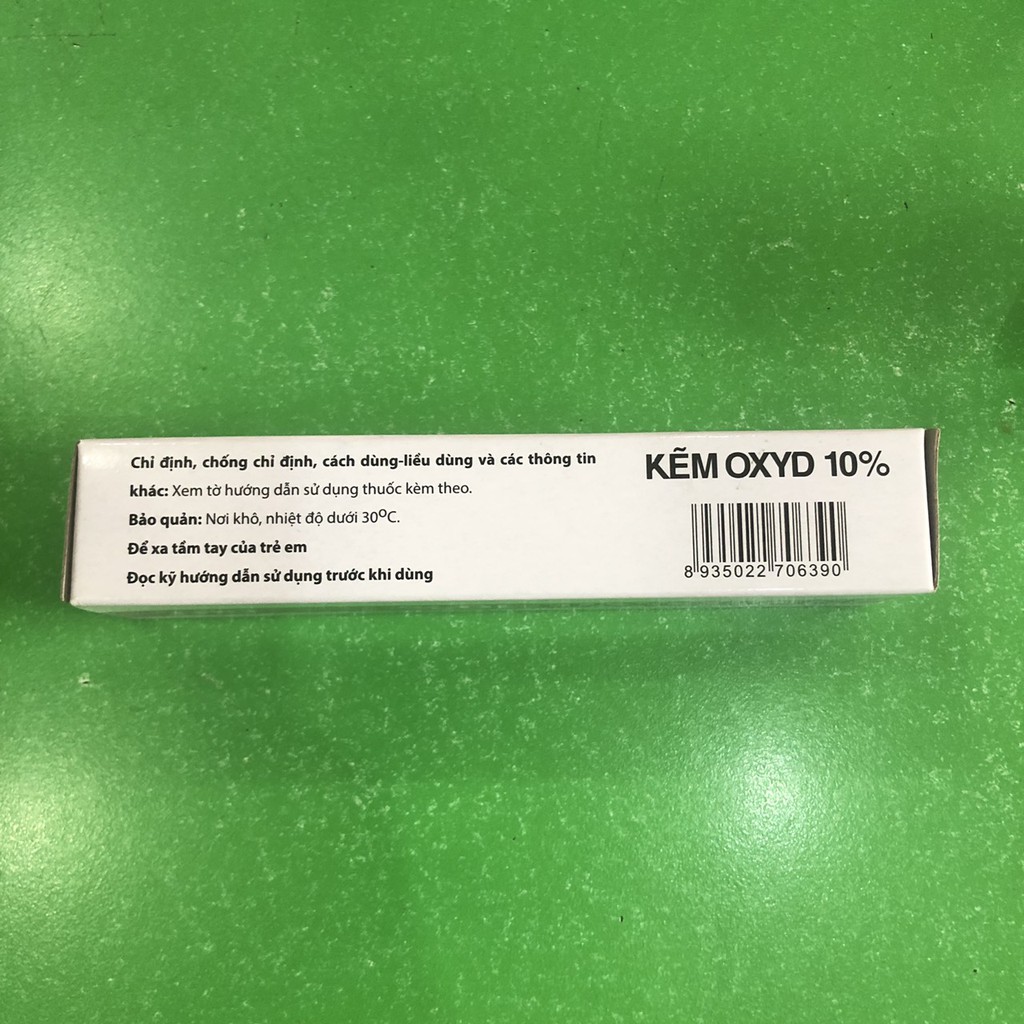 Chỉ định, chống chỉ định, cách dùng-liều dùng và các thông tin
khác: Xem tờ hướng dẫn sử dụng thuốc kèm theo.
Bảo quản: Nơi khô, nhiệt độ dưới 30ºC.
Để xa tầm tay của trẻ em
Đọc kỹ hướng dẫn sử dụng trước khi dùng
KẼM OXYD 10%
8 935022 706390